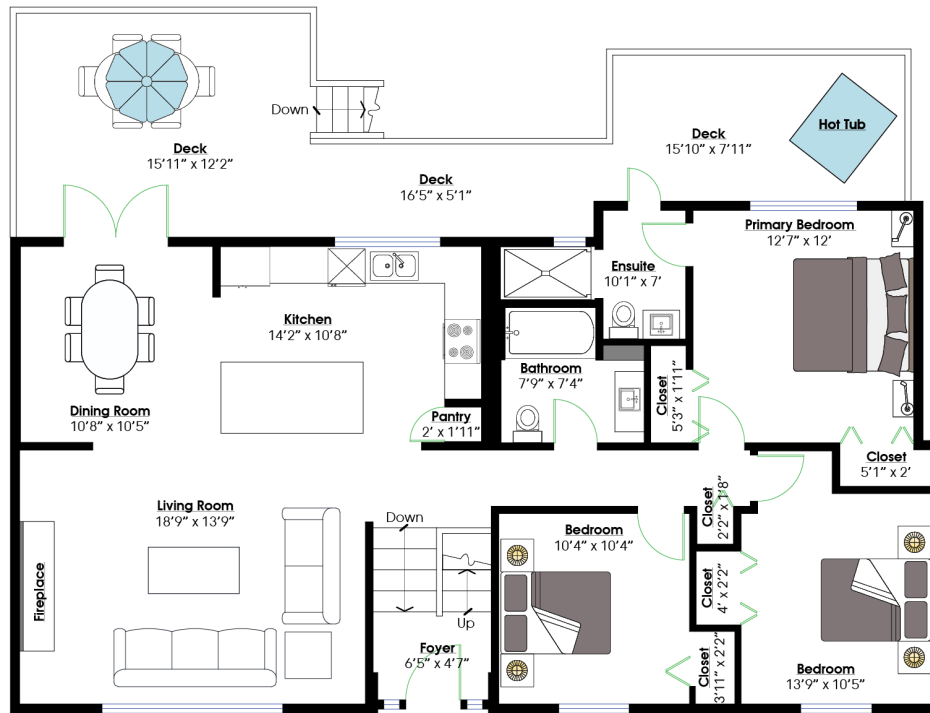 Down
Deck
15'11" x 12'2"
Deck
16'5" x 5'1"
Deck
15'10" x 7'11"
Hot Tub
Primary Bedroom
12'7" x 12'
Ensuite
10'1" x 7'
Kitchen
14'2" x 10'8"
Bathroom
7'9" x 7'4"
Closet
5'3" x 1'11"
Dining Room
10'8" x 10'5"
Pantry
2' x 1'11"
Closet
5'1" x 2'
Living Room
18'9" x 13'9"
Fireplace
Down
Up
Foyer
6'5" x 4'7"
Bedroom
10'4" x 10'4"
Closet
2'2" x 1'8"
Closet
4' x 2'2"
Closet
3'11" x 2'2"
Bedroom
13'9" x 10'5"